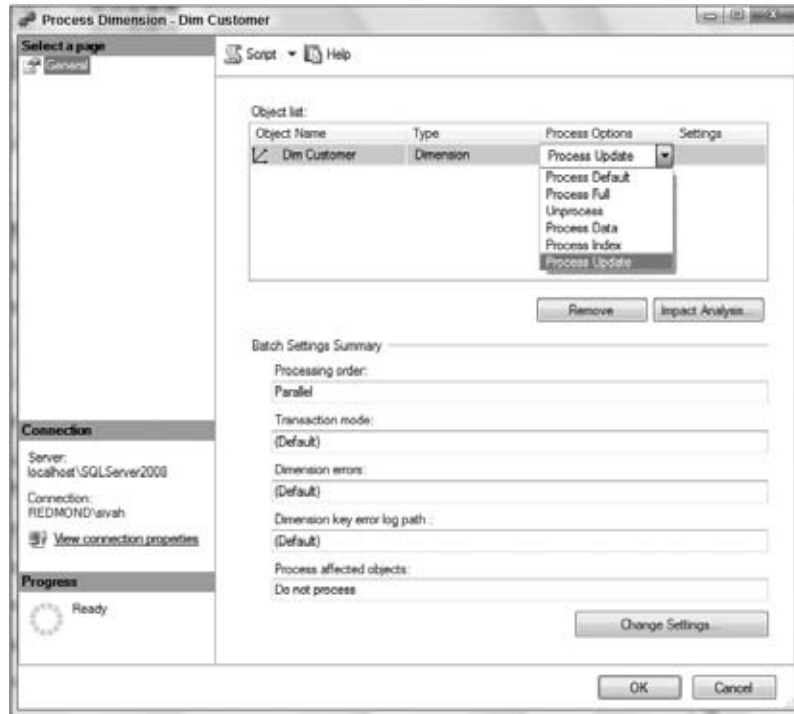 Process Dimension - Dim Customer
Select a page
General
Script Help
Object list:
Object Name Type Process Options Settings
Dim Customer Dimension Process Update
Process Default
Process Full
Unprocess
Process Data
Process Index
Process Update
Remove Impact Analysis...
Batch Settings Summary
Processing order:
Parallel
Transaction mode:
(Default)
Dimension errors:
(Default)
Dimension key error log path :
(Default)
Process affected objects:
Do not process
Change Settings...
Connection
Server:
localhost\SQLServer2008
Connection:
REDMOND\sivah
View connection properties
Progress
Ready
OK Cancel